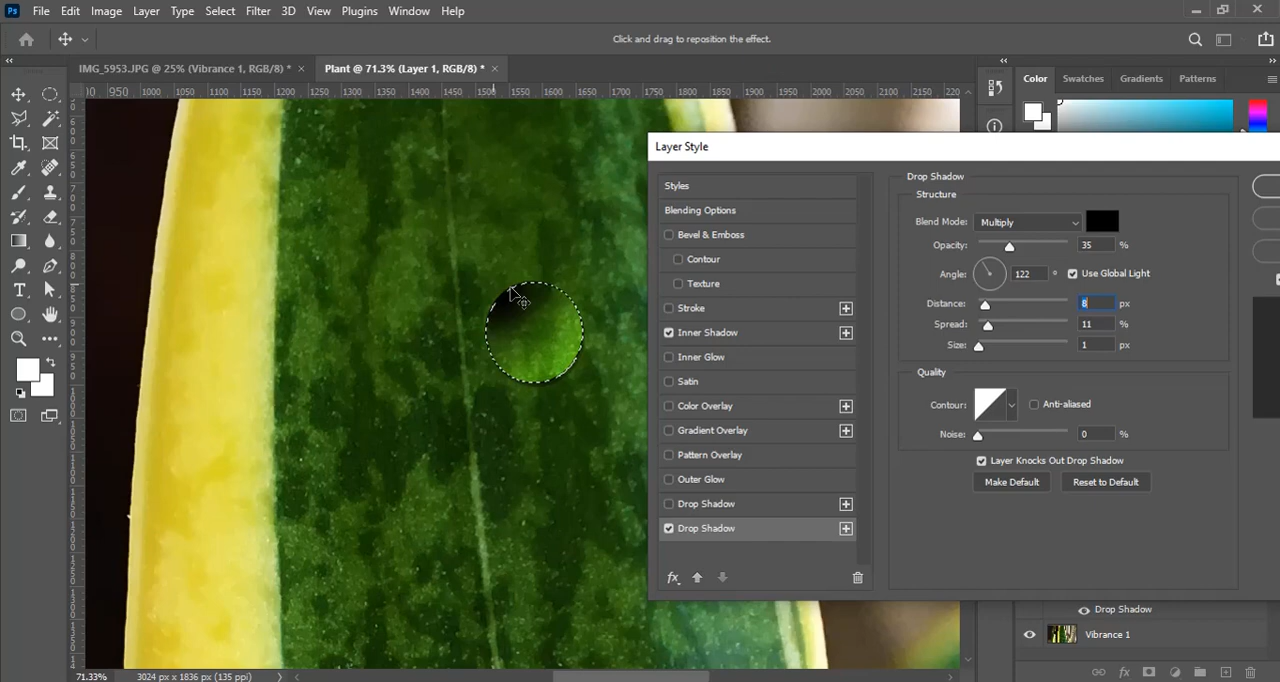 Ps File Edit Image Layer Type Select Filter 3D View Plugins Window Help
Click and drag to reposition the effect.
IMG_5953.JPG @ 25% (Vibrance 1, RGB/8) * × Plant @ 71.3% (Layer 1, RGB/8) * ×
Color Swatches Gradients Patterns
950 1000 1050 1100 1150 1200 1250 1300 1350 1400 1450 1500 1550 1600 1650 1700 1750 1800 1850 1900 1950 2000 2050 2100 2150
Layer Style
Styles
Blending Options
Bevel & Emboss
Contour
Texture
Stroke
Inner Shadow
Inner Glow
Satin
Color Overlay
Gradient Overlay
Pattern Overlay
Outer Glow
Drop Shadow
Drop Shadow
fx
Drop Shadow
Structure
Blend Mode: Multiply
Opacity: 35 %
Angle: 122 ° Use Global Light
Distance: 8 px
Spread: 11 %
Size: 1 px
Quality
Contour: Anti-aliased
Noise: 0 %
Layer Knocks Out Drop Shadow
Make Default Reset to Default
Drop Shadow
Vibrance 1
fx
71.33% 3024 px x 1836 px (135 ppi)